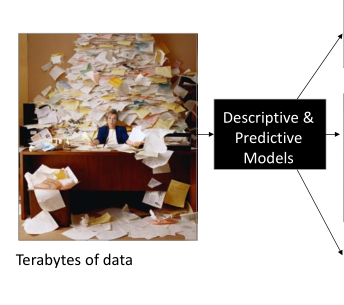 Descriptive &
Predictive
Models
Terabytes of data